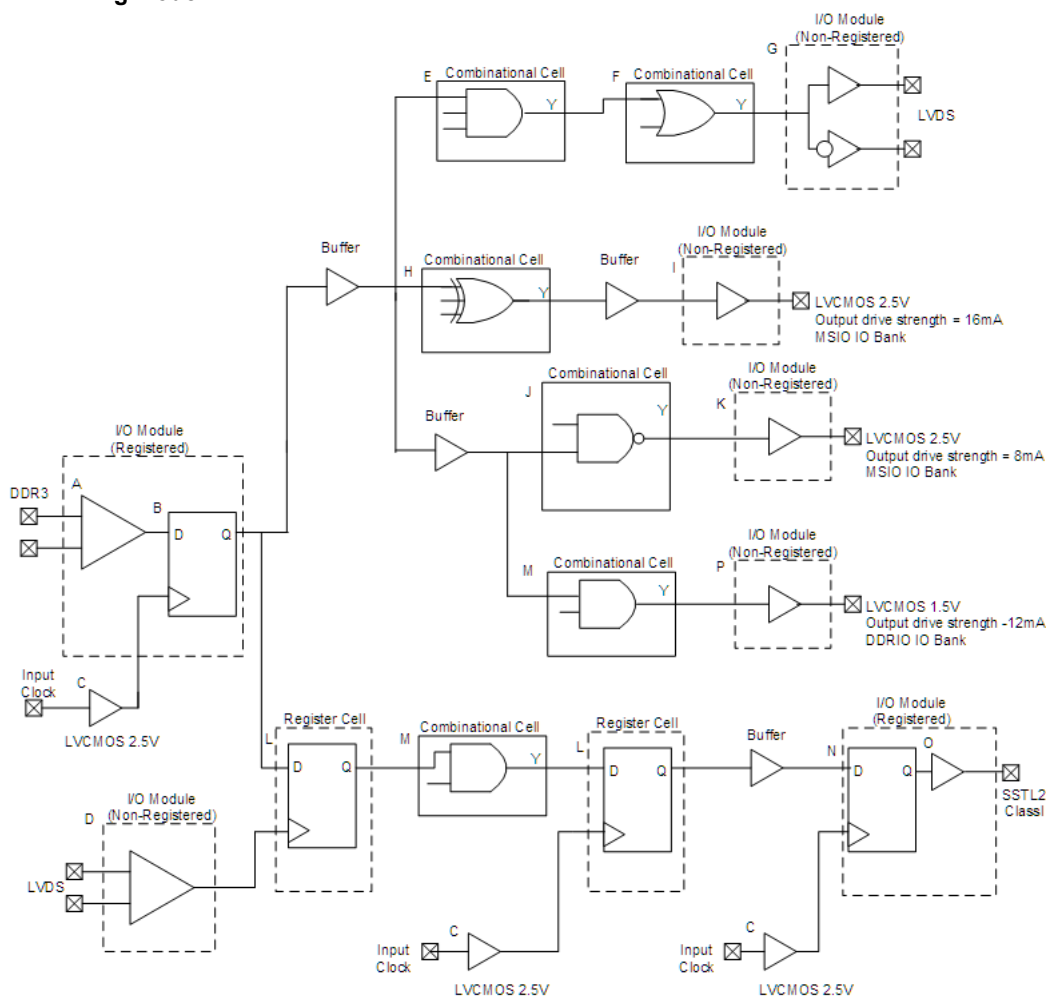 I/O Module
(Non-Registered)
G
E
Combinational Cell
Y
F
Combinational Cell
Y
LVDS
Buffer
H
Combinational Cell
Y
Buffer
I/O Module
(Non-Registered)
I
LVCMOS 2.5V
Output drive strength = 16mA
MSIO IO Bank
Buffer
J
Combinational Cell
Y
I/O Module
(Non-Registered)
K
LVCMOS 2.5V
Output drive strength = 8mA
MSIO IO Bank
I/O Module
(Registered)
DDR3
A
B
D
Q
M
Combinational Cell
Y
I/O Module
(Non-Registered)
P
LVCMOS 1.5V
Output drive strength -12mA
DDRIO IO Bank
Input
Clock
C
LVCMOS 2.5V
Register Cell
L
D
Q
M
Combinational Cell
Y
Register Cell
L
D
Q
Buffer
I/O Module
(Registered)
N
D
Q
O
SSTL2
ClassI
I/O Module
(Non-Registered)
D
LVDS
Input
Clock
C
LVCMOS 2.5V
Input
Clock
C
LVCMOS 2.5V